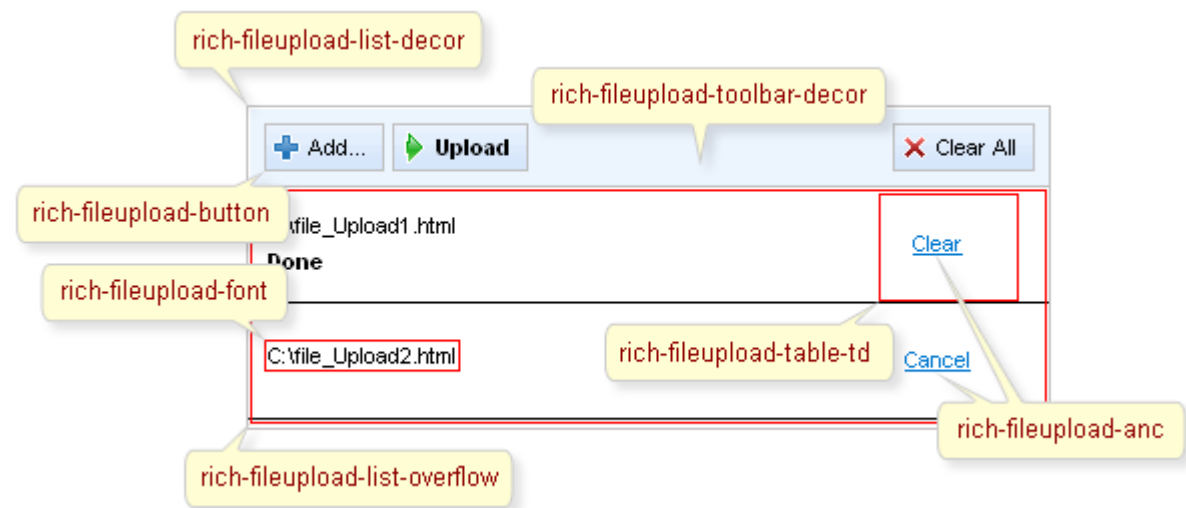 rich-fileupload-list-decor
rich-fileupload-toolbar-decor
Add...
Upload
Clear All
rich-fileupload-button
\file_Upload1.html
Clear
Done
rich-fileupload-font
rich-fileupload-table-td
C:\file_Upload2.html
Cancel
rich-fileupload-anc
rich-fileupload-list-overflow